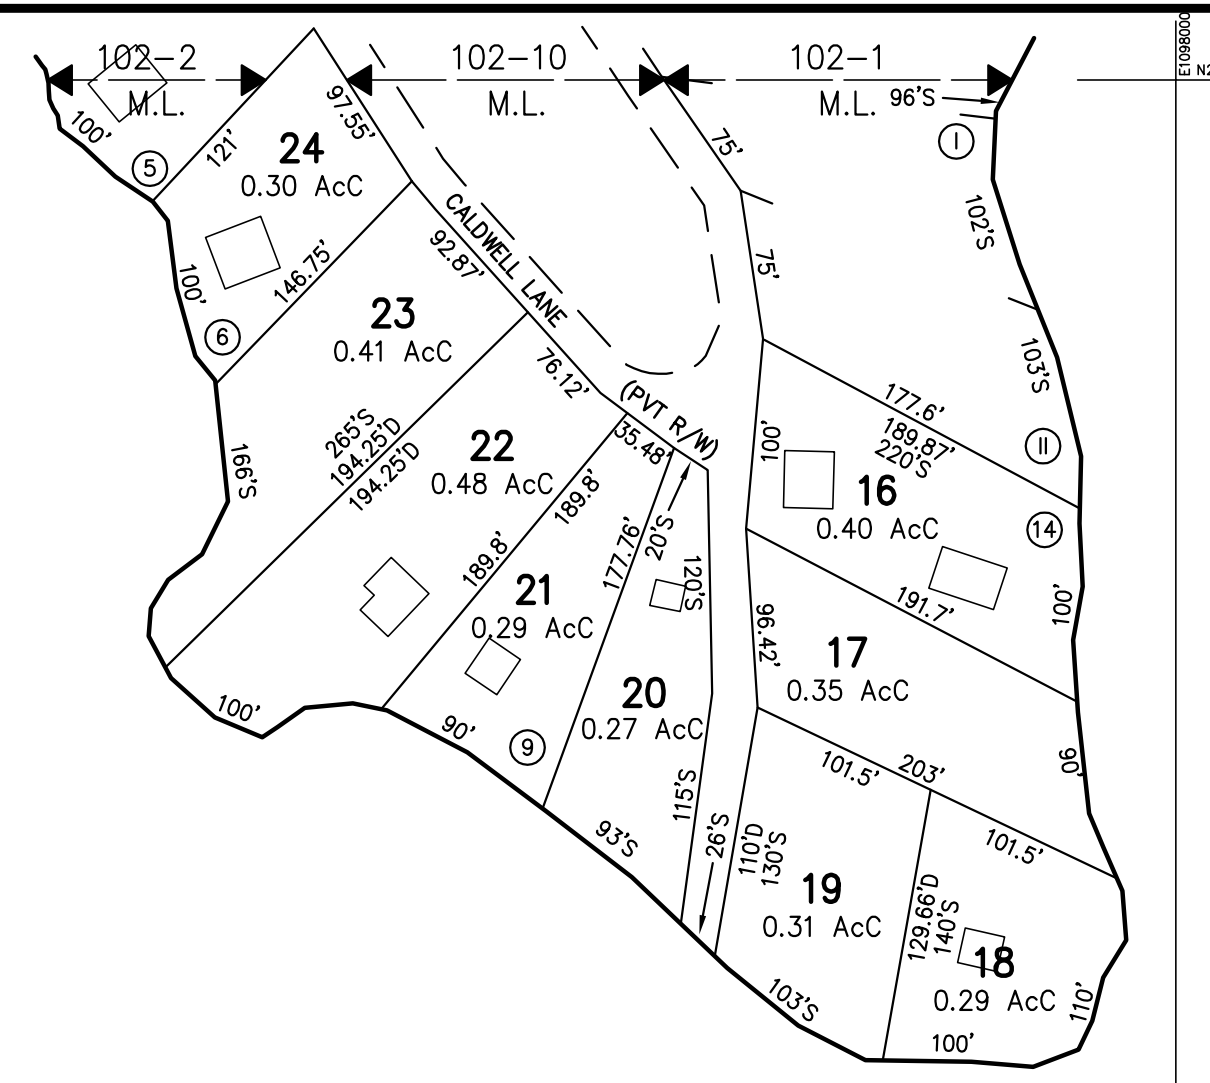 102-2
M.L.
102-10
M.L.
102-1
M.L.
E1098000
N2
96'S
100'
121'
97.55'
75'
I
5
24
0.30 AcC
CALDWELL LANE
102'S
92.87'
75'
100'
146.75'
23
0.41 AcC
6
76.12'
103'S
(PVT R/W)
177.6'
189.87'
220'S
265'S
194.25'D
194.25'D
35.48'
100'
II
166'S
22
0.48 AcC
189.8'
16
0.40 AcC
14
20'S
177.76'
189.8'
120'S
21
0.29 AcC
191.7'
100'
96.42'
17
0.35 AcC
20
0.27 AcC
100'
90'
9
101.5'
203'
90'
115'S
93'S
26'S
110'D
130'S
101.5'
19
0.31 AcC
129.66'D
140'S
18
0.29 AcC
103'S
110'
100'